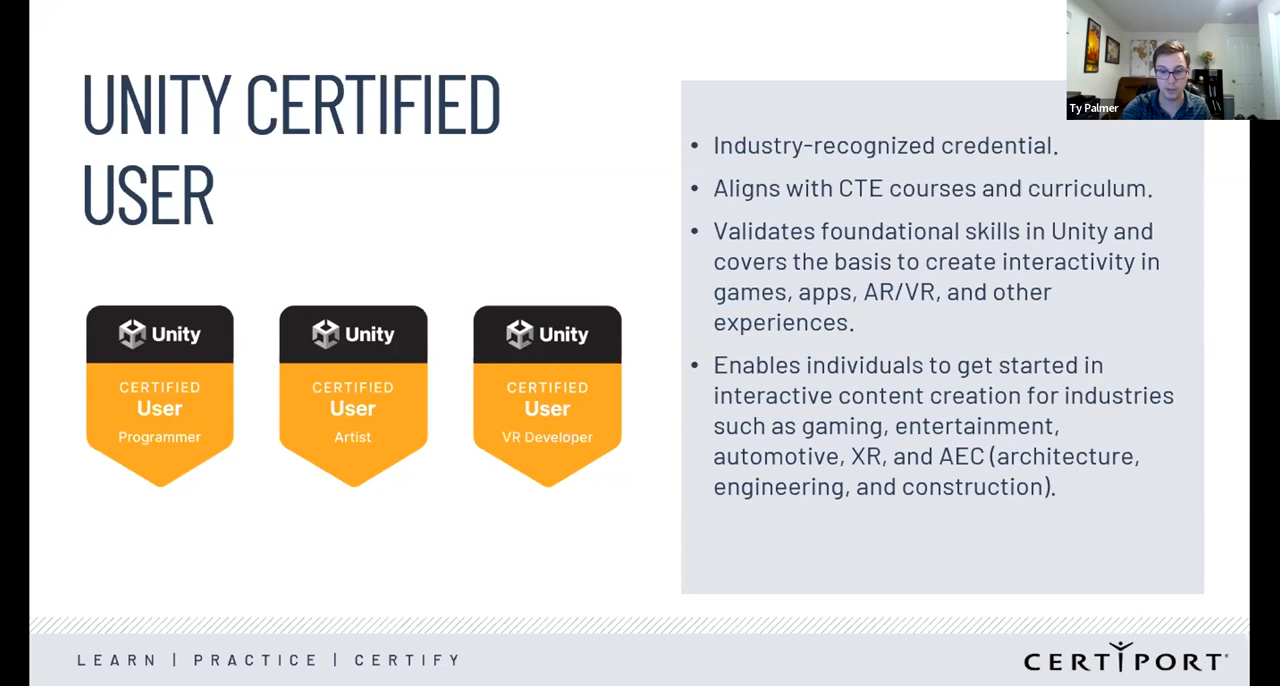 UNITY CERTIFIED
USER
Unity
CERTIFIED
User
Programmer
Unity
CERTIFIED
User
Artist
Unity
CERTIFIED
User
VR Developer
Ty Palmer
• Industry-recognized credential.
• Aligns with CTE courses and curriculum.
• Validates foundational skills in Unity and
covers the basis to create interactivity in
games, apps, AR/VR, and other
experiences.
• Enables individuals to get started in
interactive content creation for industries
such as gaming, entertainment,
automotive, XR, and AEC (architecture,
engineering, and construction).
LEARN | PRACTICE | CERTIFY
CERTIPORT